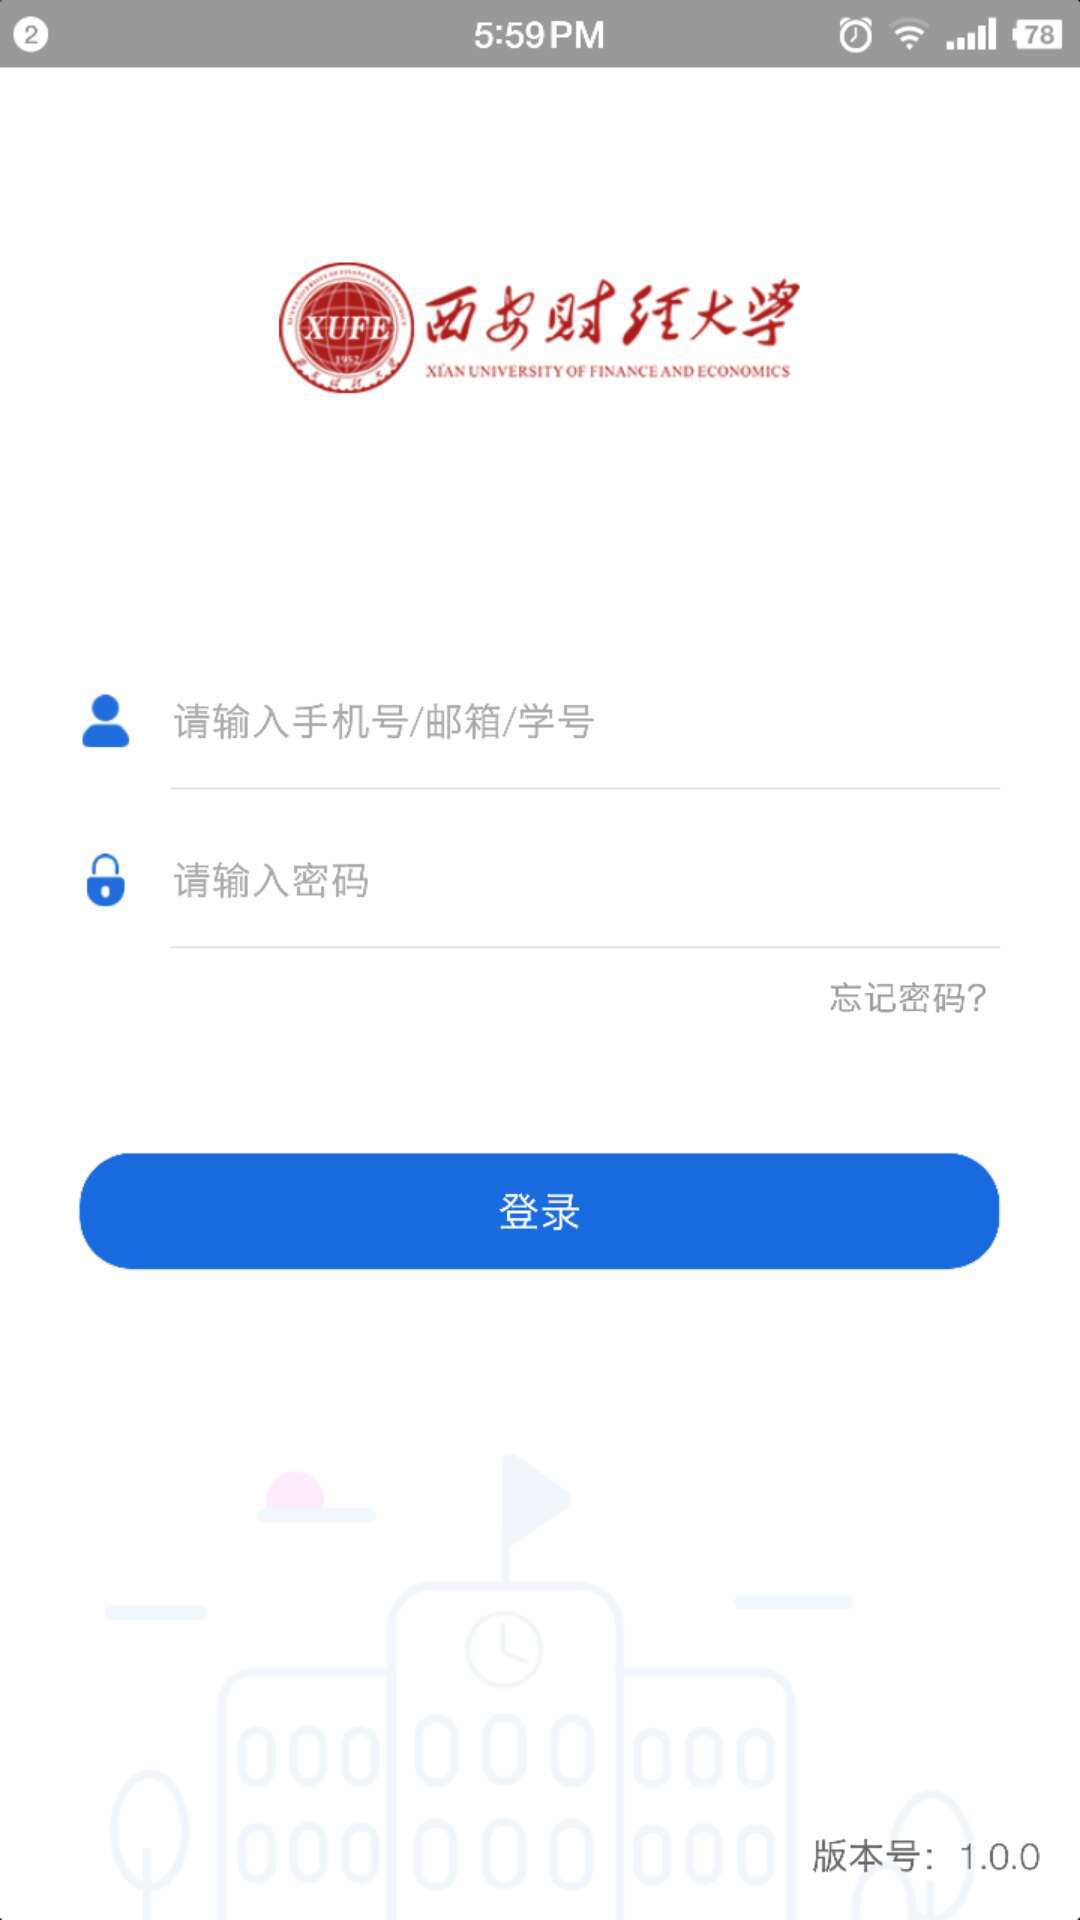 2
5:59 PM
78
XUFE
1952
西安财经大学
XI'AN UNIVERSITY OF FINANCE AND ECONOMICS
请输入手机号/邮箱/学号
请输入密码
忘记密码?
登录
版本号: 1.0.0